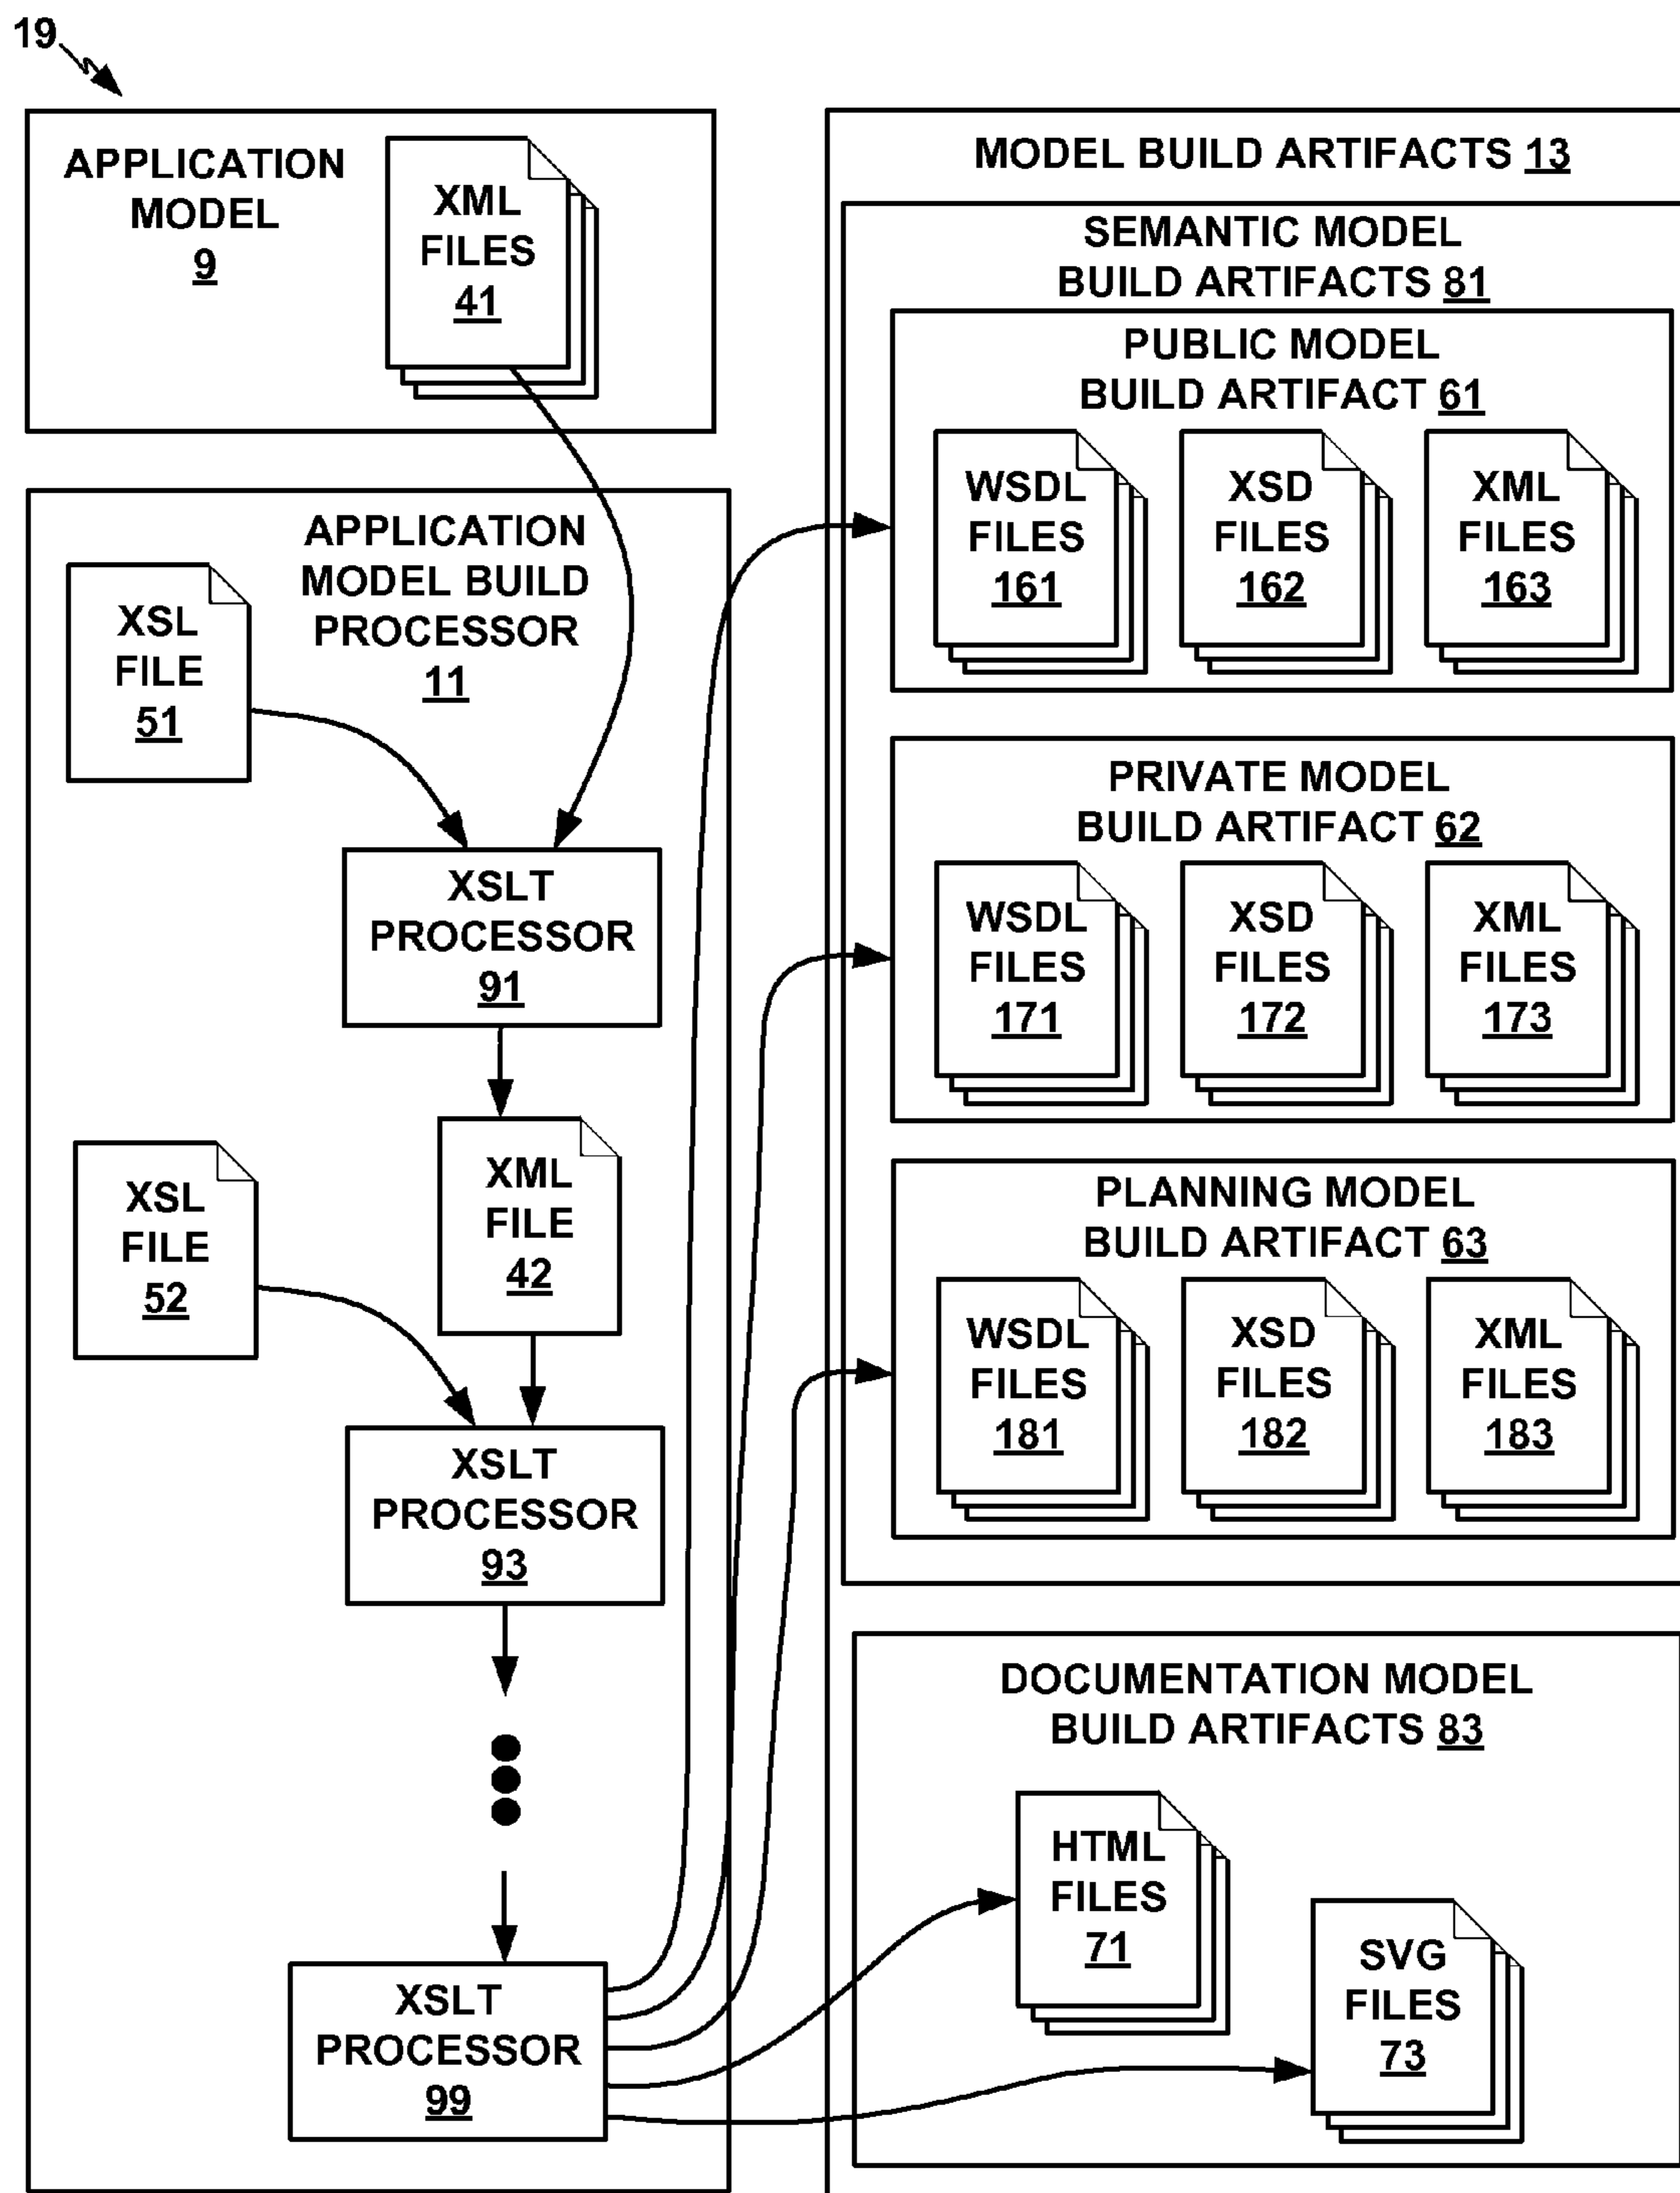 19
APPLICATION
MODEL
9
XML
FILES
41
APPLICATION
MODEL BUILD
PROCESSOR
11
XSL
FILE
51
XSLT
PROCESSOR
91
XML
FILE
42
XSL
FILE
52
XSLT
PROCESSOR
93
XSLT
PROCESSOR
99
MODEL BUILD ARTIFACTS 13
SEMANTIC MODEL
BUILD ARTIFACTS 81
PUBLIC MODEL
BUILD ARTIFACT 61
WSDL
FILES
161
XSD
FILES
162
XML
FILES
163
PRIVATE MODEL
BUILD ARTIFACT 62
WSDL
FILES
171
XSD
FILES
172
XML
FILES
173
PLANNING MODEL
BUILD ARTIFACT 63
WSDL
FILES
181
XSD
FILES
182
XML
FILES
183
DOCUMENTATION MODEL
BUILD ARTIFACTS 83
HTML
FILES
71
SVG
FILES
73